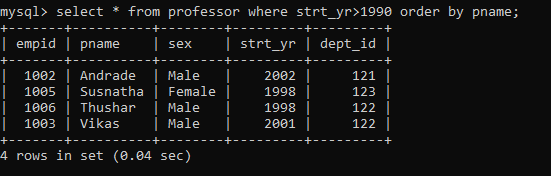 mysql> select * from professor where strt_yr>1990 order by pname;
+-------+----------+--------+---------+---------+
| empid | pname    | sex    | strt_yr | dept_id |
+-------+----------+--------+---------+---------+
|  1002 | Andrade  | Male   |    2002 |     121 |
|  1005 | Susnatha | Female |    1998 |     123 |
|  1006 | Thushar  | Male   |    1998 |     122 |
|  1003 | Vikas    | Male   |    2001 |     122 |
+-------+----------+--------+---------+---------+
4 rows in set (0.04 sec)